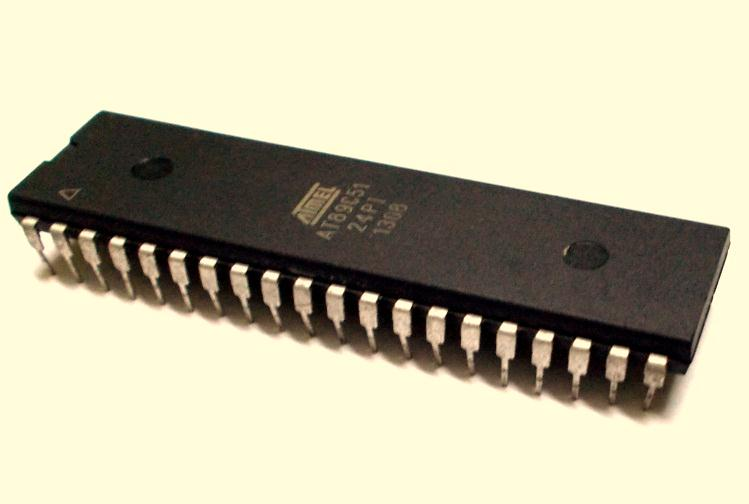 ATMEL
AT89C51
24PI
1308